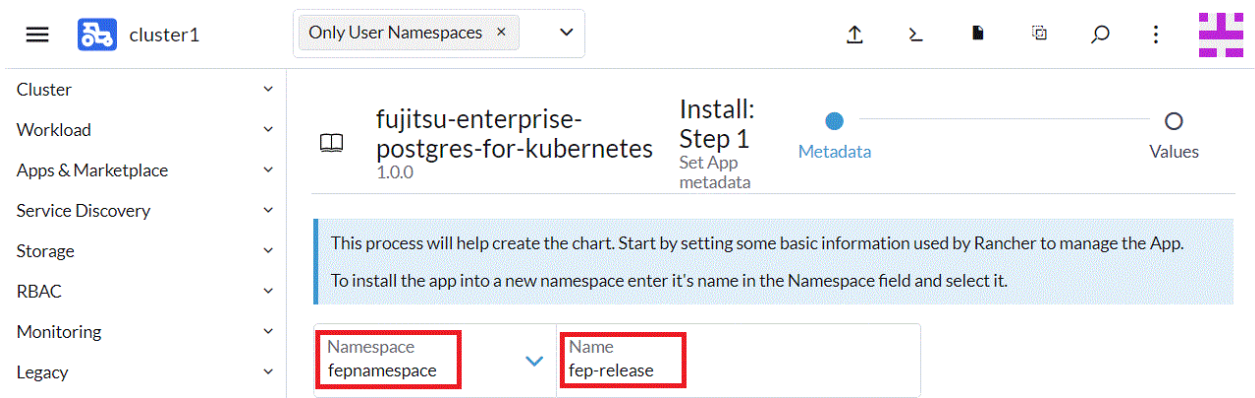 cluster1
Only User Namespaces ×
Cluster
Workload
Apps & Marketplace
Service Discovery
Storage
RBAC
Monitoring
Legacy
fujitsu-enterprise-
postgres-for-kubernetes
1.0.0
Install:
Step 1
Set App
metadata
Metadata
Values
This process will help create the chart. Start by setting some basic information used by Rancher to manage the App.
To install the app into a new namespace enter it's name in the Namespace field and select it.
Namespace
fepnamespace
Name
fep-release